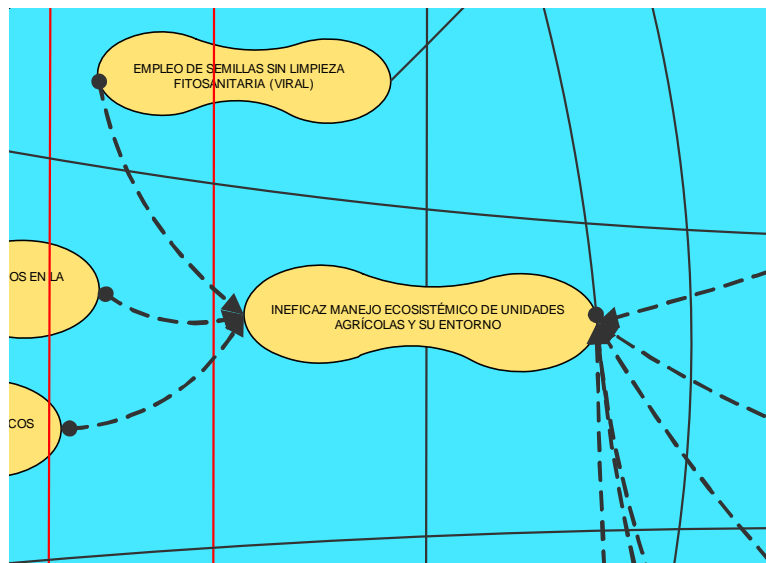 EMPLEO DE SEMILLAS SIN LIMPIEZA
FITOSANITARIA (VIRAL)
OS EN LA
INEFICAZ MANEJO ECOSISTÉMICO DE UNIDADES
AGRÍCOLAS Y SU ENTORNO
COS